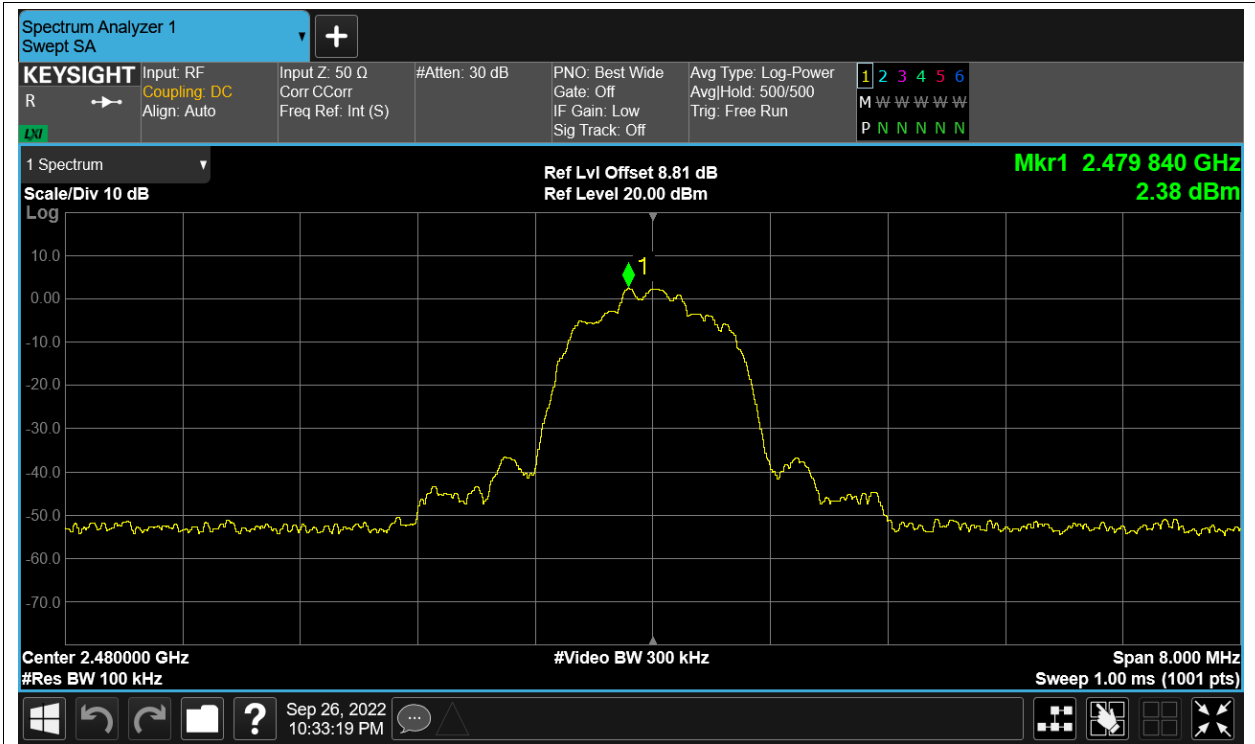 Spectrum Analyzer 1
Swept SA
KEYSIGHT
R
LXI
Input: RF
Coupling: DC
Align: Auto
Input Z: 50 Ω
Corr CCorr
Freq Ref: Int (S)
#Atten: 30 dB
PNO: Best Wide
Gate: Off
IF Gain: Low
Sig Track: Off
Avg Type: Log-Power
Avg|Hold: 500/500
Trig: Free Run
1 2 3 4 5 6
M W W W W W
P N N N N N
1 Spectrum
Scale/Div 10 dB
Log
Ref Lvl Offset 8.81 dB
Ref Level 20.00 dBm
Mkr1 2.479 840 GHz
2.38 dBm
10.0
1
0.00
-10.0
-20.0
-30.0
-40.0
-50.0
-60.0
-70.0
Center 2.480000 GHz
#Video BW 300 kHz
Span 8.000 MHz
#Res BW 100 kHz
Sweep 1.00 ms (1001 pts)
?
Sep 26, 2022
10:33:19 PM